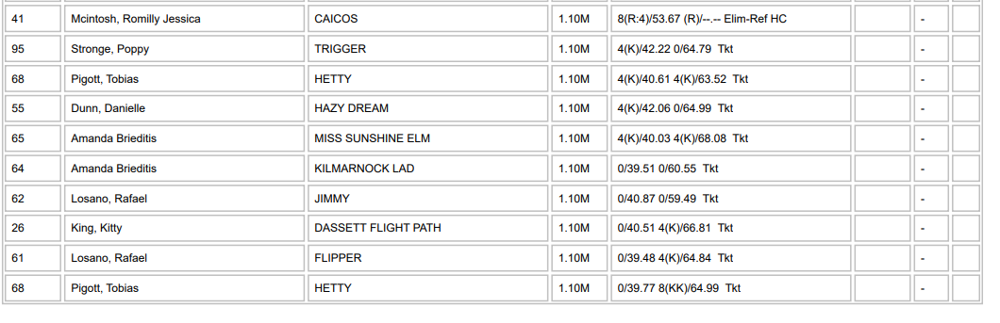 41 Mcintosh, Romilly Jessica CAICOS 1.10M 8(R:4)/53.67 (R)/--.-- Elim-Ref HC -
95 Stronge, Poppy TRIGGER 1.10M 4(K)/42.22 0/64.79 Tkt -
68 Pigott, Tobias HETTY 1.10M 4(K)/40.61 4(K)/63.52 Tkt -
55 Dunn, Danielle HAZY DREAM 1.10M 4(K)/42.06 0/64.99 Tkt -
65 Amanda Brieditis MISS SUNSHINE ELM 1.10M 4(K)/40.03 4(K)/68.08 Tkt -
64 Amanda Brieditis KILMARNOCK LAD 1.10M 0/39.51 0/60.55 Tkt -
62 Losano, Rafael JIMMY 1.10M 0/40.87 0/59.49 Tkt -
26 King, Kitty DASSETT FLIGHT PATH 1.10M 0/40.51 4(K)/66.81 Tkt -
61 Losano, Rafael FLIPPER 1.10M 0/39.48 4(K)/64.84 Tkt -
68 Pigott, Tobias HETTY 1.10M 0/39.77 8(KK)/64.99 Tkt -